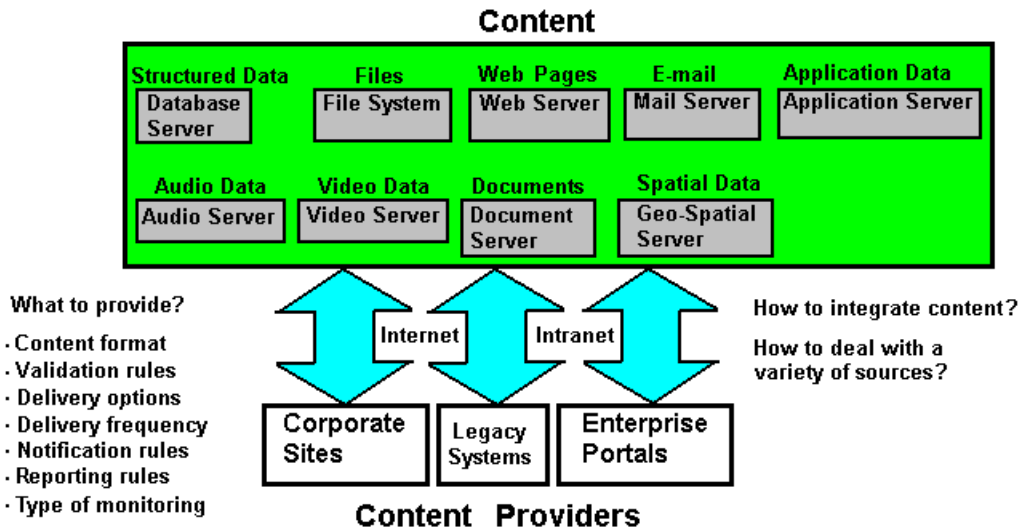 Content
Structured Data
Files
Web Pages
E-mail
Application Data
Database
Server
File System
Web Server
Mail Server
Application Server
Audio Data
Video Data
Documents
Spatial Data
Audio Server
Video Server
Document
Server
Geo-Spatial
Server
What to provide?
· Content format
· Validation rules
· Delivery options
· Delivery frequency
· Notification rules
· Reporting rules
· Type of monitoring
Internet
Intranet
How to integrate content?
How to deal with a
variety of sources?
Corporate
Sites
Legacy
Systems
Enterprise
Portals
Content Providers